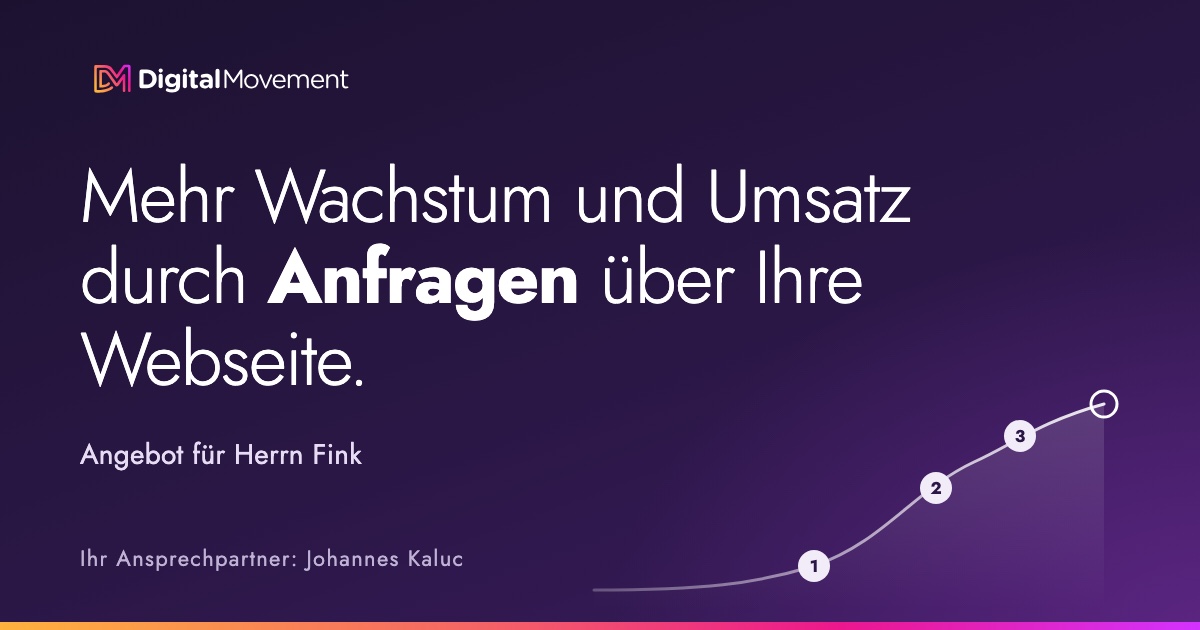 DigitalMovement
Mehr Wachstum und Umsatz
durch Anfragen über Ihre
Webseite.
Angebot für Herrn Fink
Ihr Ansprechpartner: Johannes Kaluc
3
2
1